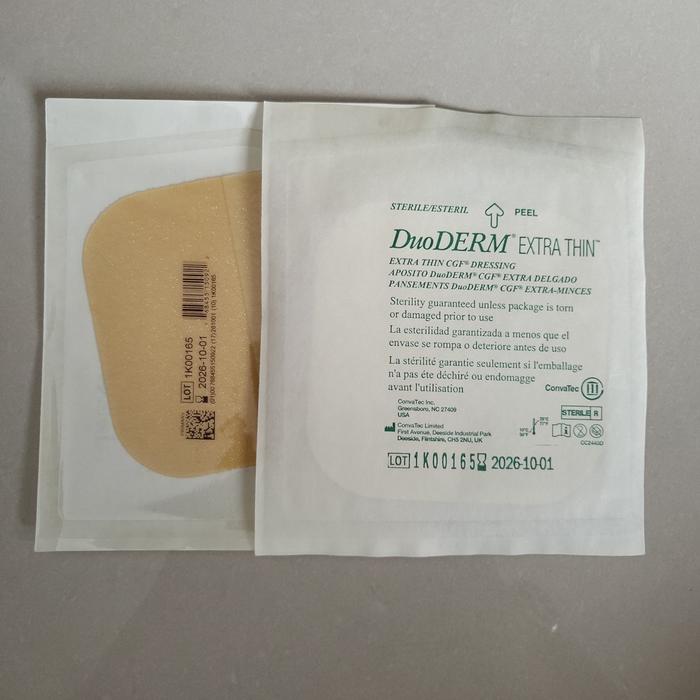 STERILE/ESTERIL PEEL
DuoDERM® EXTRA THIN™
EXTRA THIN CGF® DRESSING
APOSITO DuoDERM® CGF® EXTRA DELGADO
PANSEMENTS DuoDERM® CGF® EXTRA-MINCES
Sterility guaranteed unless package is torn
or damaged prior to use
La esterilidad garantizada a menos que el
envase se rompa o deteriore antes de uso
La stérilité garantie seulement si l'emballage
n'a pas éte déchiré ou endomagge
avant l'utilisation
ConvaTec
ConvaTec Inc.
Greensboro, NC 27409
USA
STERILE R
ConvaTec Limited
First Avenue, Deeside Industrial Park
Deeside, Flintshire, CH5 2NU, UK
LOT 1K00165 2026-10-01
LOT 1K00165
2026-10-01